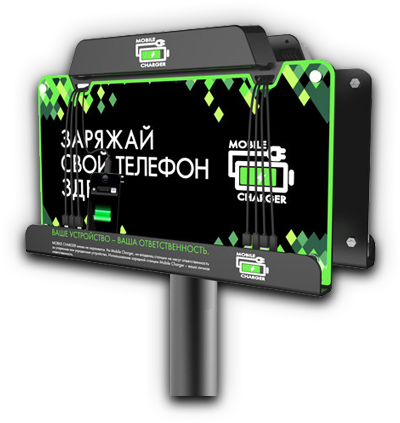 MOBILE
CHARGER
ЗАРЯЖАЙ
СВОЙ ТЕЛЕФОН
ЗДЕ
MOBILE
CHARGER
ВАШЕ УСТРОЙСТВО – ВАША ОТВЕТСТВЕННОСТЬ.
MOBILE
CHARGER